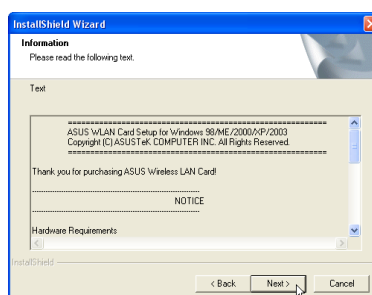 InstallShield Wizard
Information
Please read the following text.
Text
==================================================
ASUS WLAN Card Setup for Windows 98/ME/2000/XP/2003
Copyright (C) ASUSTeK COMPUTER INC. All Rights Reserved.
==================================================
Thank you for purchasing ASUS Wireless LAN Card!
--------------------------------------------------
NOTICE
--------------------------------------------------
Hardware Requirements
InstallShield
< Back
Next >
Cancel